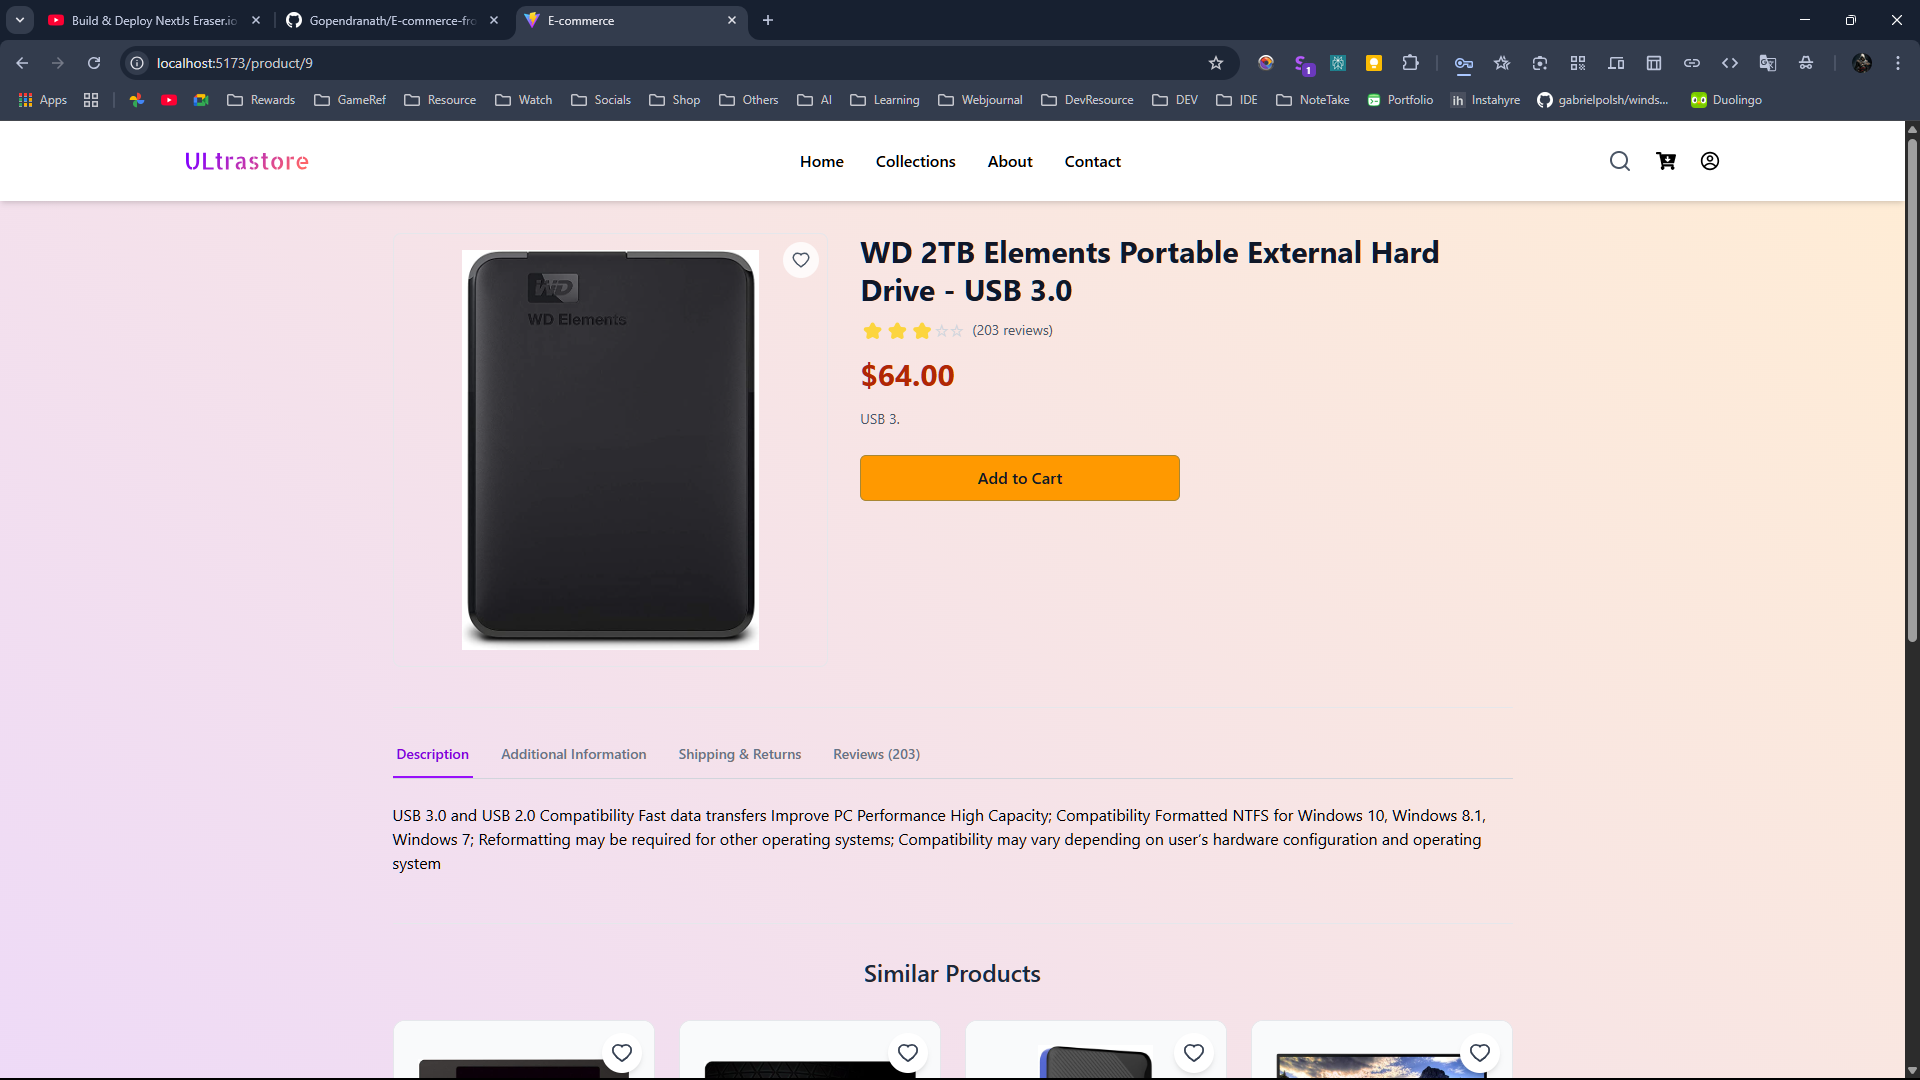 Build & Deploy NextJs Eraser.io
Gopendranath/E-commerce-fro
E-commerce
localhost:5173/product/9
1
Apps
Rewards
GameRef
Resource
Watch
Socials
Shop
Others
AI
Learning
Webjournal
DevResource
DEV
IDE
NoteTake
Portfolio
ih Instahyre
gabrielpolsh/winds...
Duolingo
ULtrastore
Home
Collections
About
Contact
WD
WD Elements
WD 2TB Elements Portable External Hard
Drive - USB 3.0
(203 reviews)
$64.00
USB 3.
Add to Cart
Description
Additional Information
Shipping & Returns
Reviews (203)
USB 3.0 and USB 2.0 Compatibility Fast data transfers Improve PC Performance High Capacity; Compatibility Formatted NTFS for Windows 10, Windows 8.1,
Windows 7; Reformatting may be required for other operating systems; Compatibility may vary depending on user's hardware configuration and operating
system
Similar Products